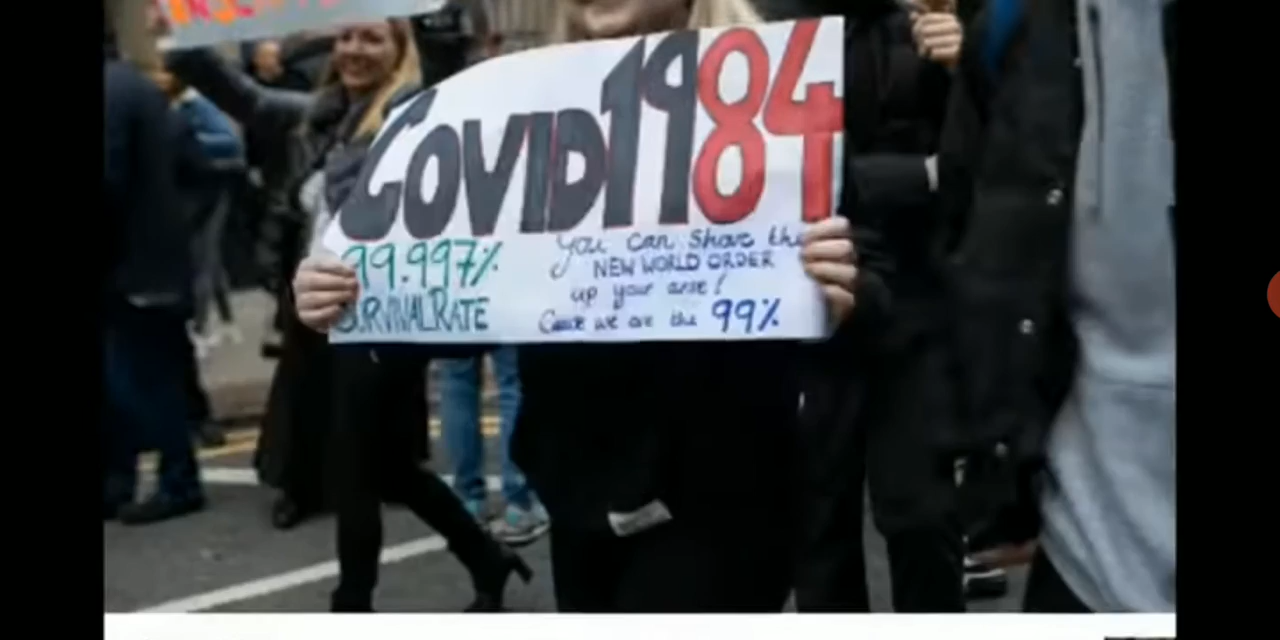 COVID1984
99.997%
SURVIVAL RATE
You can shove the
NEW WORLD ORDER
up your arse!
Cause we are the 99%